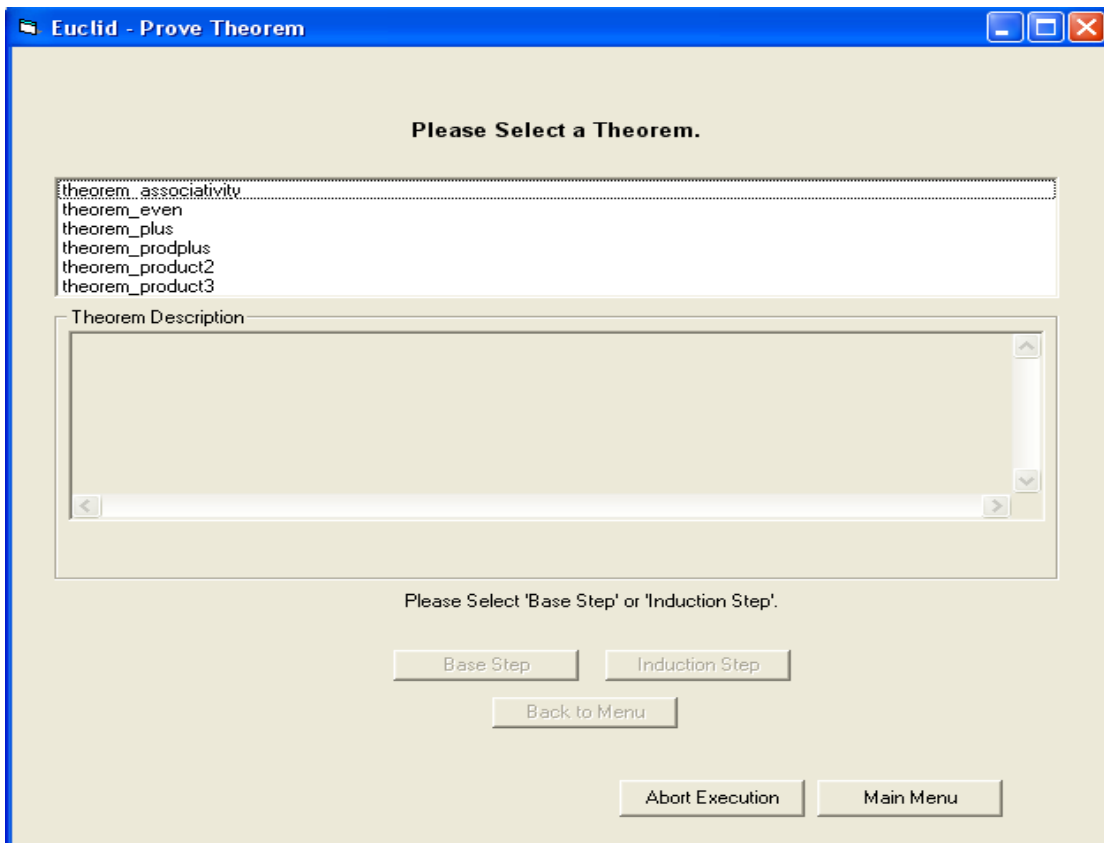 Euclid - Prove Theorem
Please Select a Theorem.
theorem_associativity
theorem_even
theorem_plus
theorem_prodplus
theorem_product2
theorem_product3
Theorem Description
Please Select 'Base Step' or 'Induction Step'.
Base Step Induction Step
Back to Menu
Abort Execution Main Menu